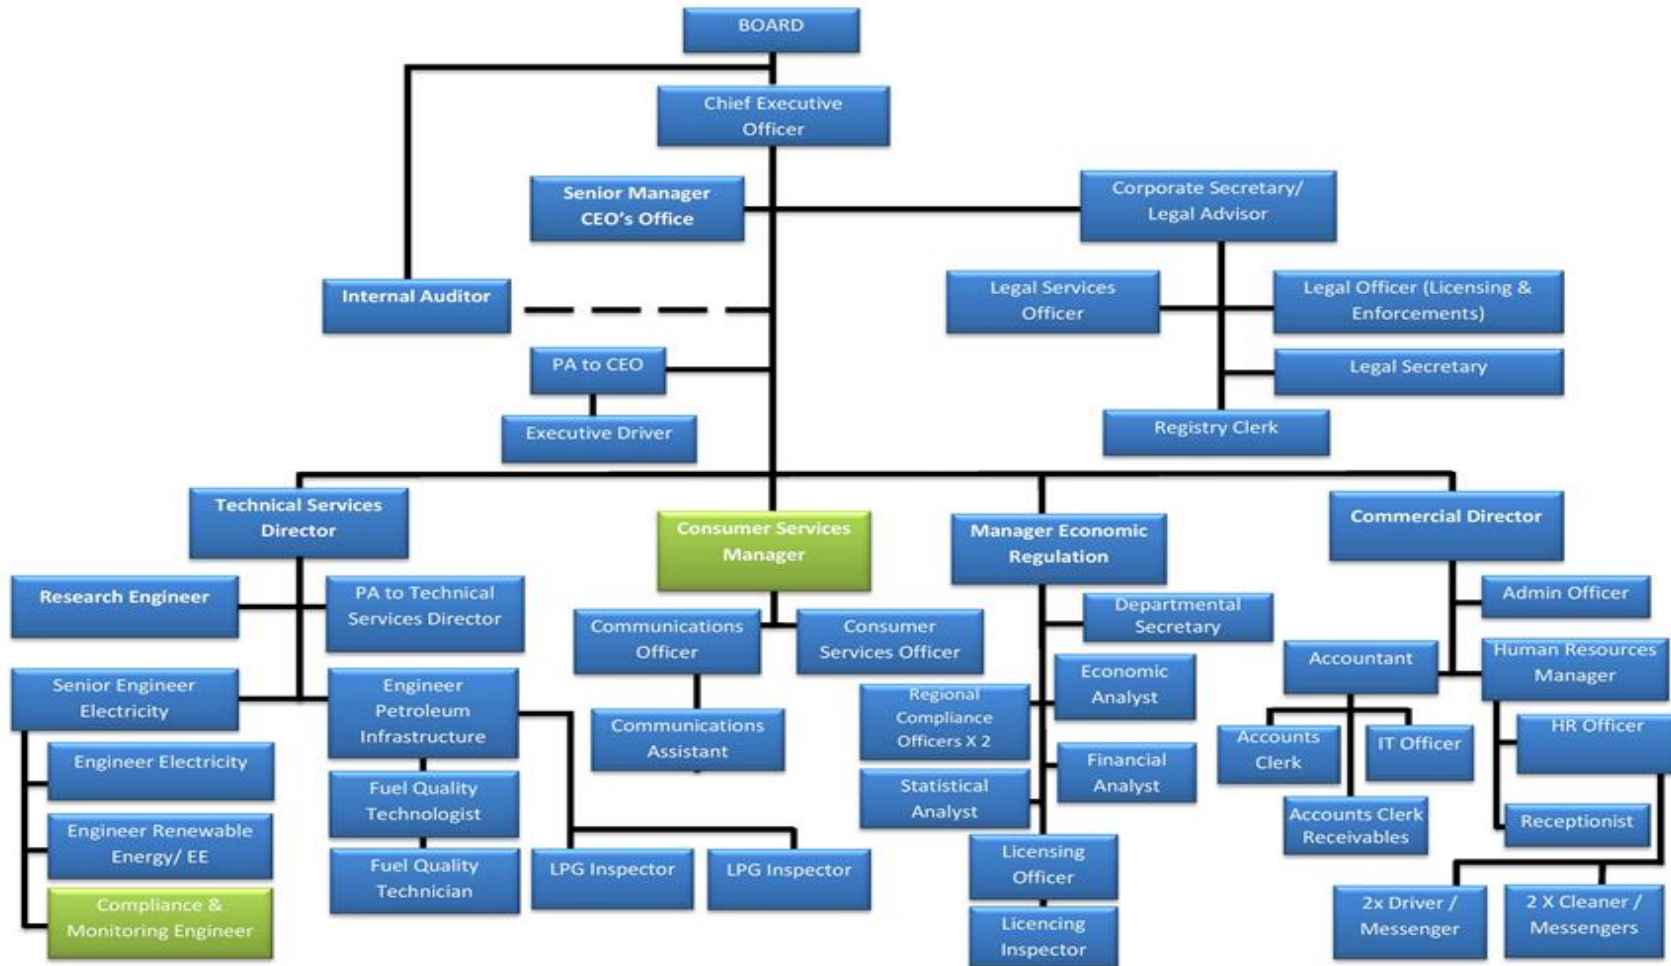 BOARD
Chief Executive
Officer
Senior Manager
CEO's Office
Corporate Secretary/
Legal Advisor
Internal Auditor
Legal Services
Officer
Legal Officer (Licensing &
Enforcements)
PA to CEO
Legal Secretary
Executive Driver
Registry Clerk
Technical Services
Director
Consumer Services
Manager
Manager Economic
Regulation
Commercial Director
Research Engineer
PA to Technical
Services Director
Communications
Officer
Consumer
Services Officer
Departmental
Secretary
Admin Officer
Senior Engineer
Electricity
Engineer
Petroleum
Infrastructure
Communications
Assistant
Regional
Compliance
Officers X 2
Economic
Analyst
Accountant
Human Resources
Manager
Engineer Electricity
Fuel Quality
Technologist
Statistical
Analyst
Financial
Analyst
Accounts
Clerk
IT Officer
HR Officer
Engineer Renewable
Energy/ EE
Fuel Quality
Technician
LPG Inspector
LPG Inspector
Licensing
Officer
Accounts Clerk
Receivables
Receptionist
Compliance &
Monitoring Engineer
Licencing
Inspector
2x Driver /
Messenger
2 X Cleaner /
Messengers